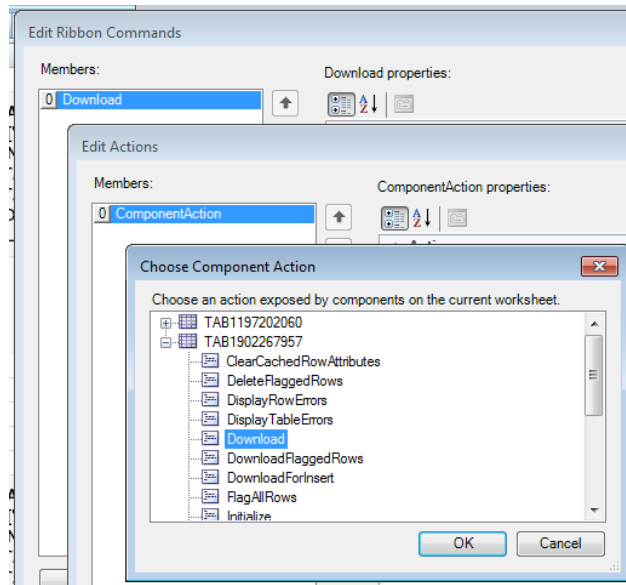 Edit Ribbon Commands
Members:
Download properties:
0 Download
Edit Actions
Members:
ComponentAction properties:
0 ComponentAction
Choose Component Action
Choose an action exposed by components on the current worksheet.
TAB1197202060
TAB1902267957
ClearCachedRowAttributes
DeleteFlaggedRows
DisplayRowErrors
DisplayTableErrors
Download
DownloadFlaggedRows
DownloadForInsert
FlagAllRows
Initialize
OK Cancel